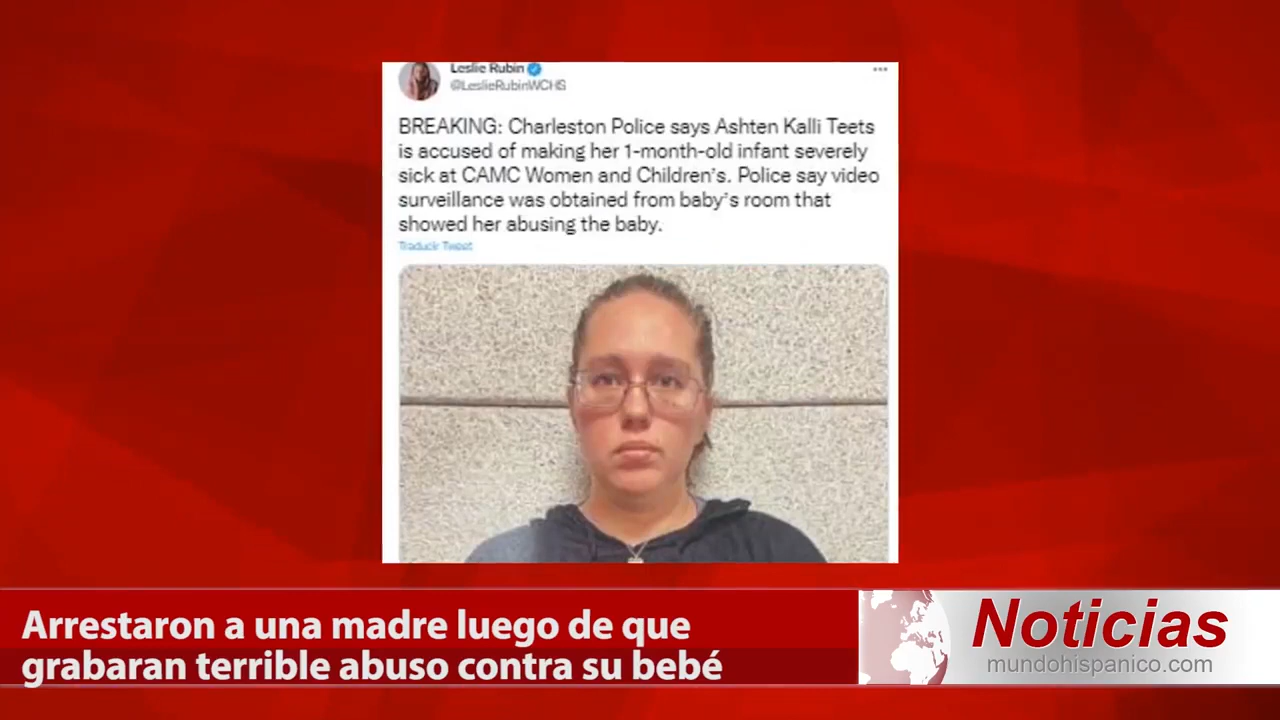 Leslie Rubin
@LeslieRubinWCHS
BREAKING: Charleston Police says Ashten Kalli Teets
is accused of making her 1-month-old infant severely
sick at CAMC Women and Children's. Police say video
surveillance was obtained from baby's room that
showed her abusing the baby.
Traducir Tweet
Arrestaron a una madre luego de que
grabaran terrible abuso contra su bebé
Noticias
mundohispanico.com